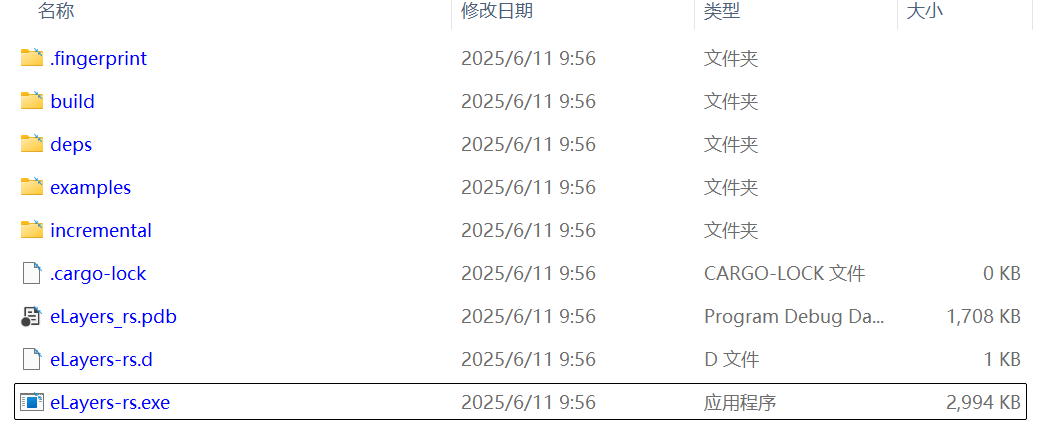 名称 修改日期 类型 大小
.fingerprint 2025/6/11 9:56 文件夹
build 2025/6/11 9:56 文件夹
deps 2025/6/11 9:56 文件夹
examples 2025/6/11 9:56 文件夹
incremental 2025/6/11 9:56 文件夹
.cargo-lock 2025/6/11 9:56 CARGO-LOCK 文件 0 KB
eLayers_rs.pdb 2025/6/11 9:56 Program Debug Da... 1,708 KB
eLayers-rs.d 2025/6/11 9:56 D 文件 1 KB
eLayers-rs.exe 2025/6/11 9:56 应用程序 2,994 KB